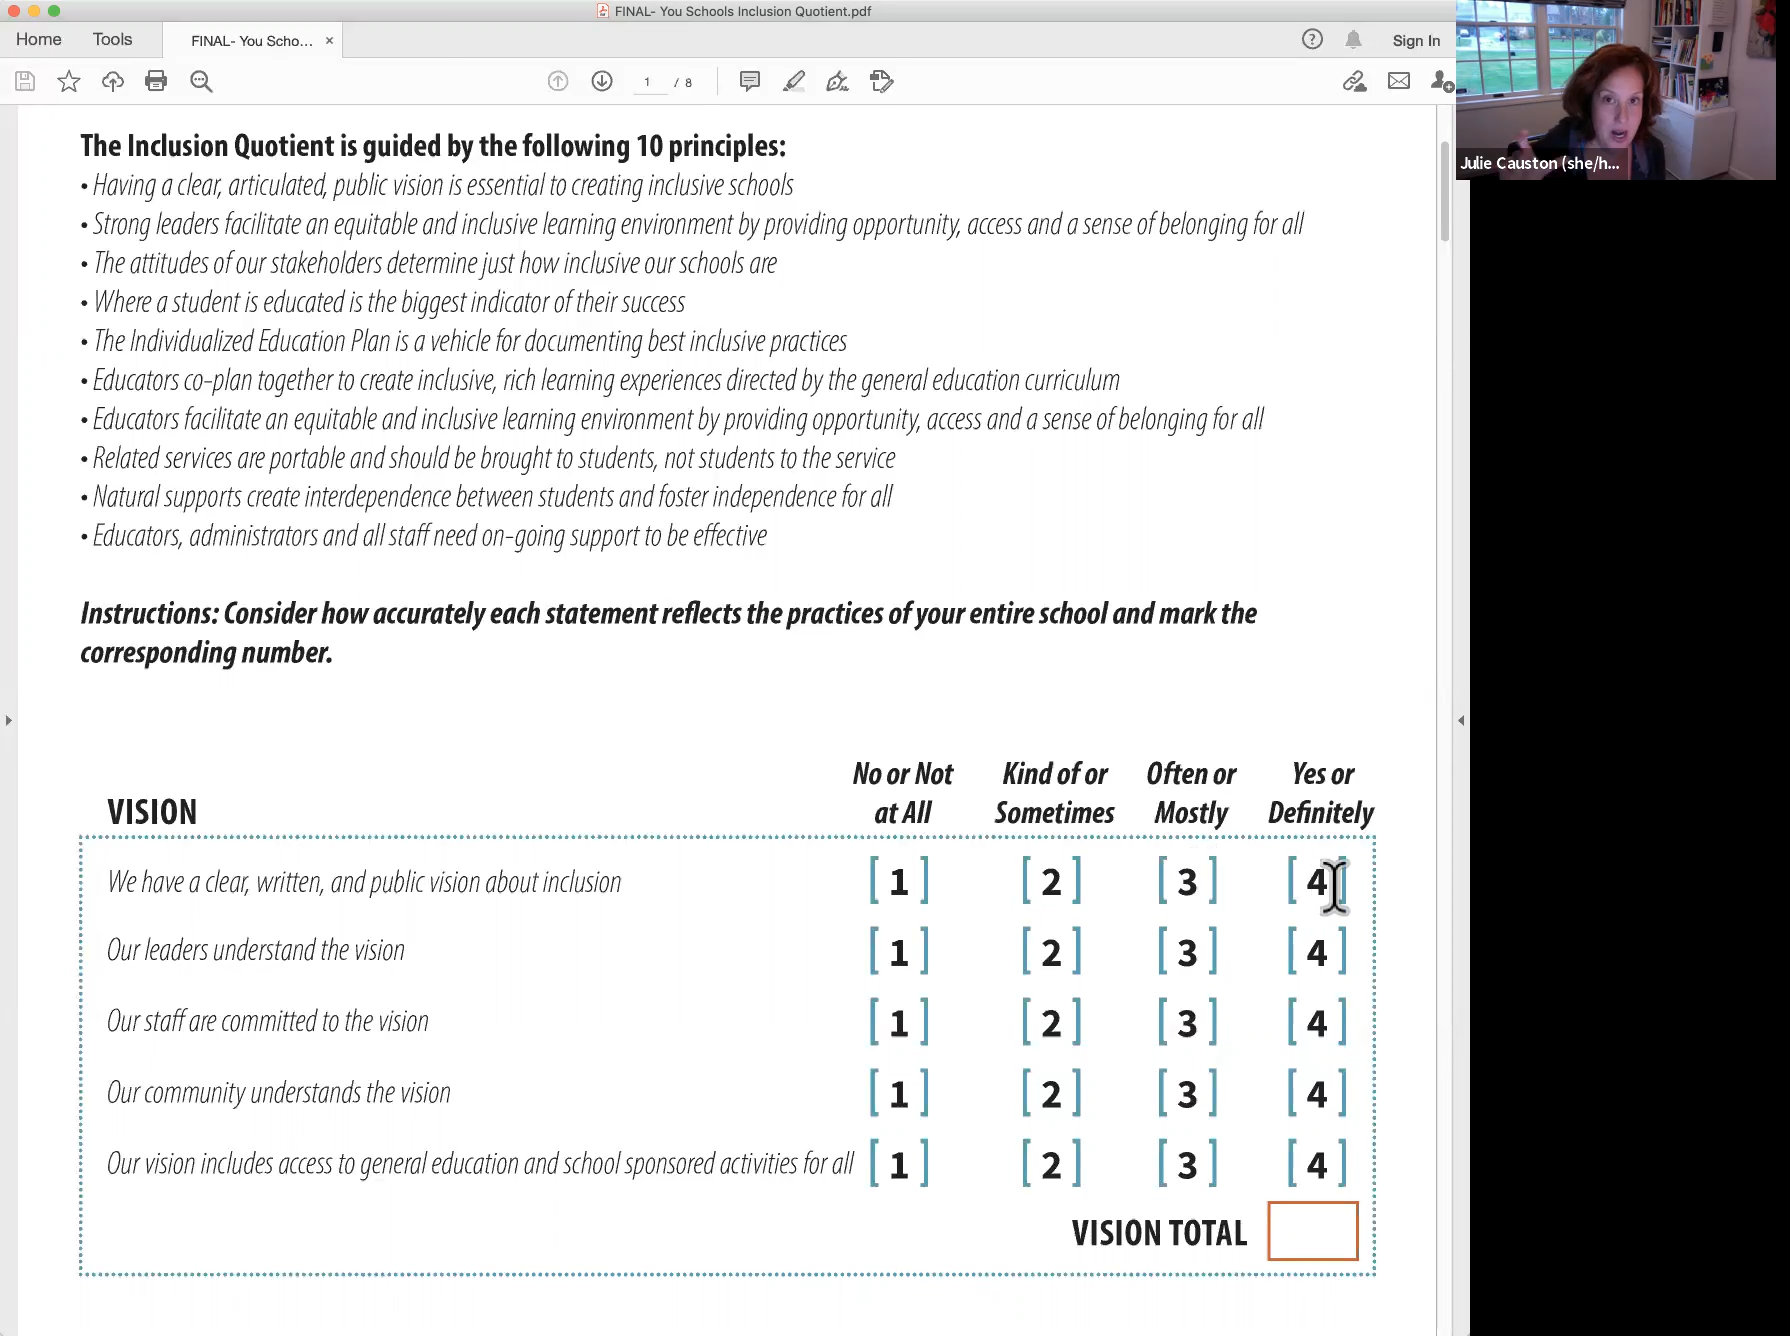 FINAL- You Schools Inclusion Quotient.pdf
Home Tools FINAL- You Scho... × Sign In
1 / 8
Julie Causton (she/h...
The Inclusion Quotient is guided by the following 10 principles:
• Having a clear, articulated, public vision is essential to creating inclusive schools
• Strong leaders facilitate an equitable and inclusive learning environment by providing opportunity, access and a sense of belonging for all
• The attitudes of our stakeholders determine just how inclusive our schools are
• Where a student is educated is the biggest indicator of their success
• The Individualized Education Plan is a vehicle for documenting best inclusive practices
• Educators co-plan together to create inclusive, rich learning experiences directed by the general education curriculum
• Educators facilitate an equitable and inclusive learning environment by providing opportunity, access and a sense of belonging for all
• Related services are portable and should be brought to students, not students to the service
• Natural supports create interdependence between students and foster independence for all
• Educators, administrators and all staff need on-going support to be effective
Instructions: Consider how accurately each statement reflects the practices of your entire school and mark the
corresponding number.
No or Not Kind of or Often or Yes or
VISION at All Sometimes Mostly Definitely
We have a clear, written, and public vision about inclusion [ 1 ] [ 2 ] [ 3 ] [ 4 ]
Our leaders understand the vision [ 1 ] [ 2 ] [ 3 ] [ 4 ]
Our staff are committed to the vision [ 1 ] [ 2 ] [ 3 ] [ 4 ]
Our community understands the vision [ 1 ] [ 2 ] [ 3 ] [ 4 ]
Our vision includes access to general education and school sponsored activities for all [ 1 ] [ 2 ] [ 3 ] [ 4 ]
VISION TOTAL